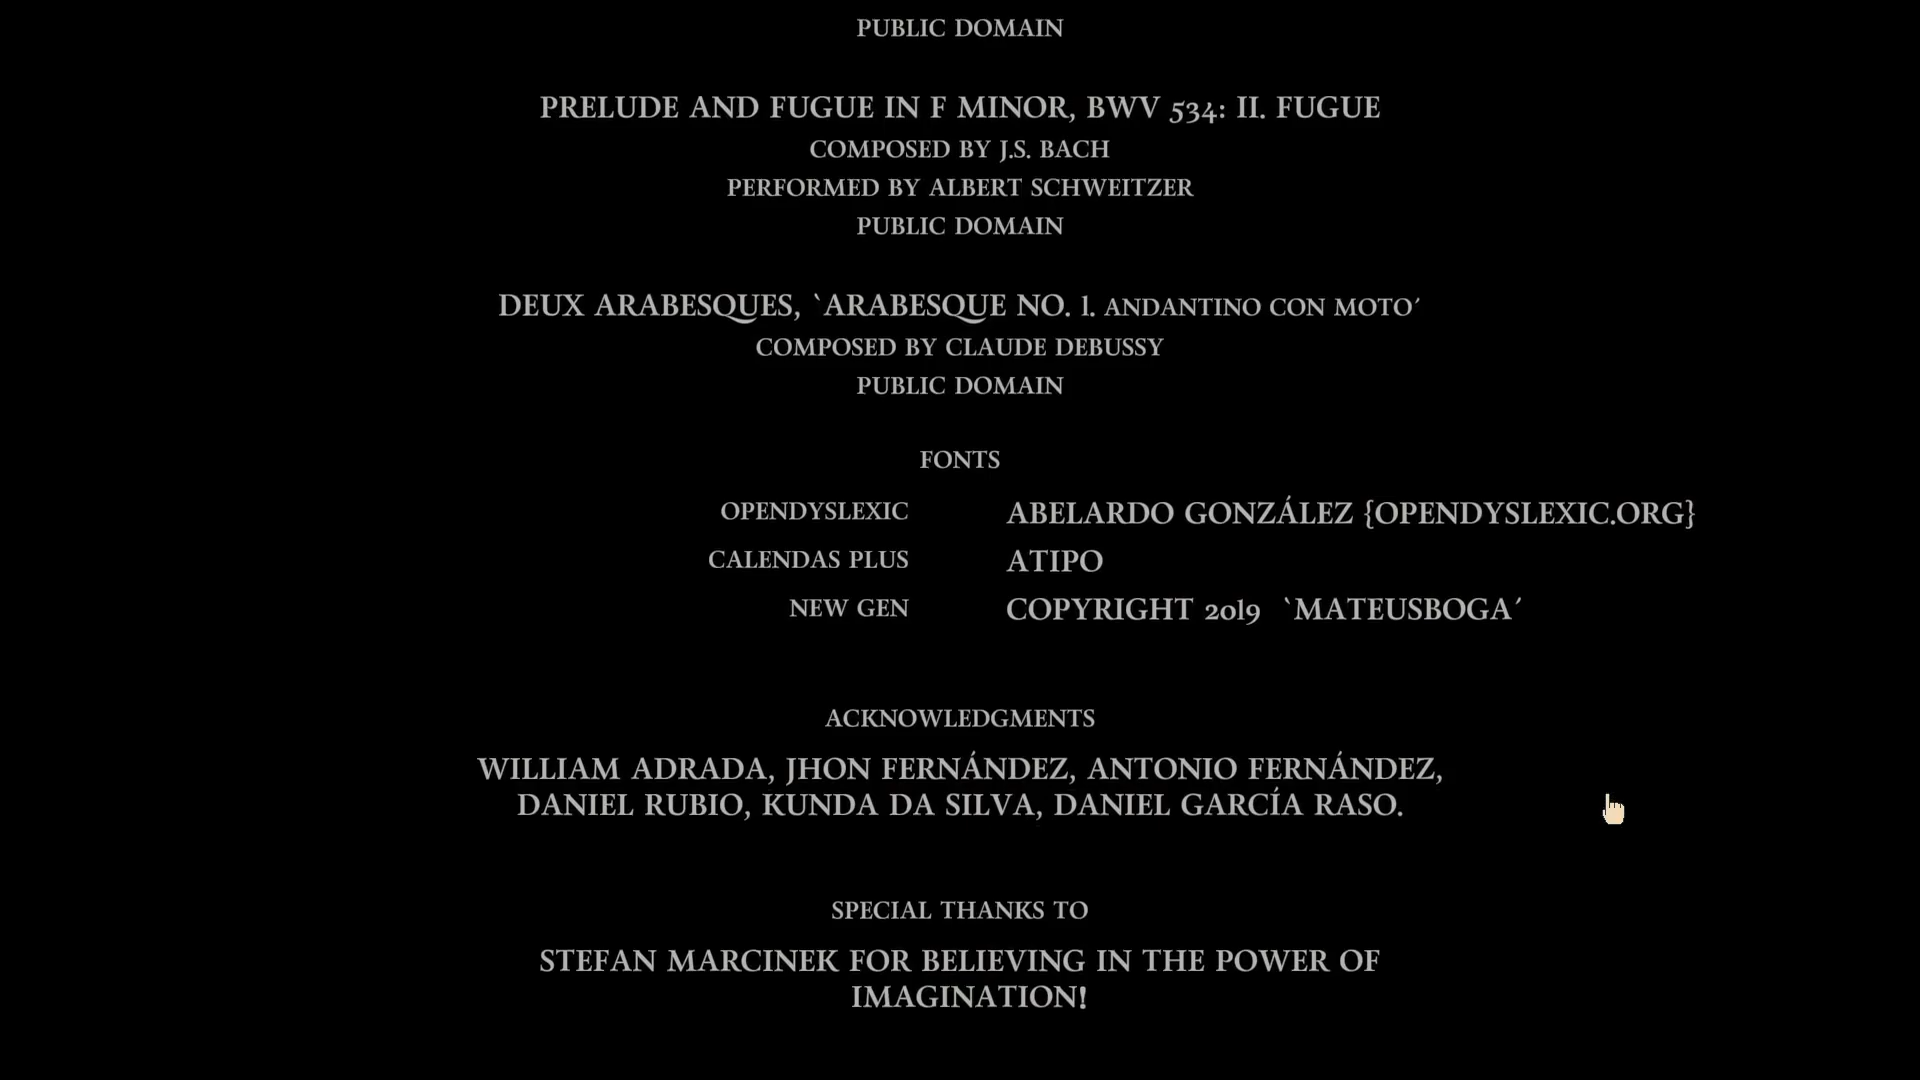 PUBLIC DOMAIN
PRELUDE AND FUGUE IN F MINOR, BWV 534: II. FUGUE
COMPOSED BY J.S. BACH
PERFORMED BY ALBERT SCHWEITZER
PUBLIC DOMAIN
DEUX ARABESQUES, `ARABESQUE NO. 1. ANDANTINO CON MOTO´
COMPOSED BY CLAUDE DEBUSSY
PUBLIC DOMAIN
FONTS
OPENDYSLEXIC ABELARDO GONZÁLEZ {OPENDYSLEXIC.ORG}
CALENDAS PLUS ATIPO
NEW GEN COPYRIGHT 2019 `MATEUSBOGA´
ACKNOWLEDGMENTS
WILLIAM ADRADA, JHON FERNÁNDEZ, ANTONIO FERNÁNDEZ,
DANIEL RUBIO, KUNDA DA SILVA, DANIEL GARCÍA RASO.
SPECIAL THANKS TO
STEFAN MARCINEK FOR BELIEVING IN THE POWER OF
IMAGINATION!